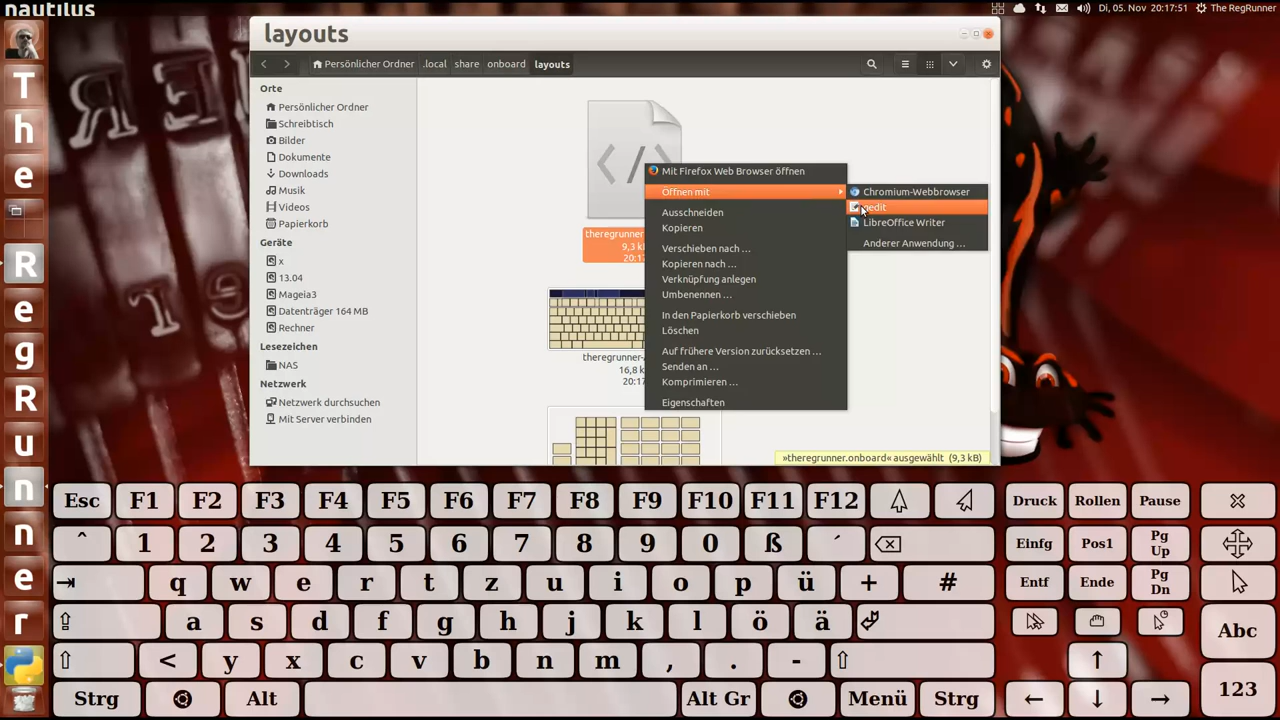 nautilus
Di, 05. Nov 20:17:51
The RegRunner
T
h
e
R
e
g
R
u
n
n
e
r
layouts
Persönlicher Ordner
.local
share
onboard
layouts
Orte
Persönlicher Ordner
Schreibtisch
Bilder
Dokumente
Downloads
Musik
Videos
Papierkorb
Geräte
x
13.04
Mageia3
Datenträger 164 MB
Rechner
Lesezeichen
NAS
Netzwerk
Netzwerk durchsuchen
Mit Server verbinden
</>
theregrunner
9,3 k
20:17
theregrunner-
16,8 k
20:17
Mit Firefox Web Browser öffnen
Öffnen mit
Ausschneiden
Kopieren
Verschieben nach …
Kopieren nach …
Verknüpfung anlegen
Umbenennen …
In den Papierkorb verschieben
Löschen
Auf frühere Version zurücksetzen …
Senden an …
Komprimieren …
Eigenschaften
Chromium-Webbrowser
gedit
LibreOffice Writer
Anderer Anwendung …
»theregrunner.onboard« ausgewählt (9,3 kB)
Esc F1 F2 F3 F4 F5 F6 F7 F8 F9 F10 F11 F12 Druck Rollen Pause
^ 1 2 3 4 5 6 7 8 9 0 ß ´ Einfg Pos1 Pg Up
q w e r t z u i o p ü + # Entf Ende Pg Dn
a s d f g h j k l ö ä Abc
< y x c v b n m , . - ↑
Strg Alt Alt Gr Menü Strg ← ↓ → 123